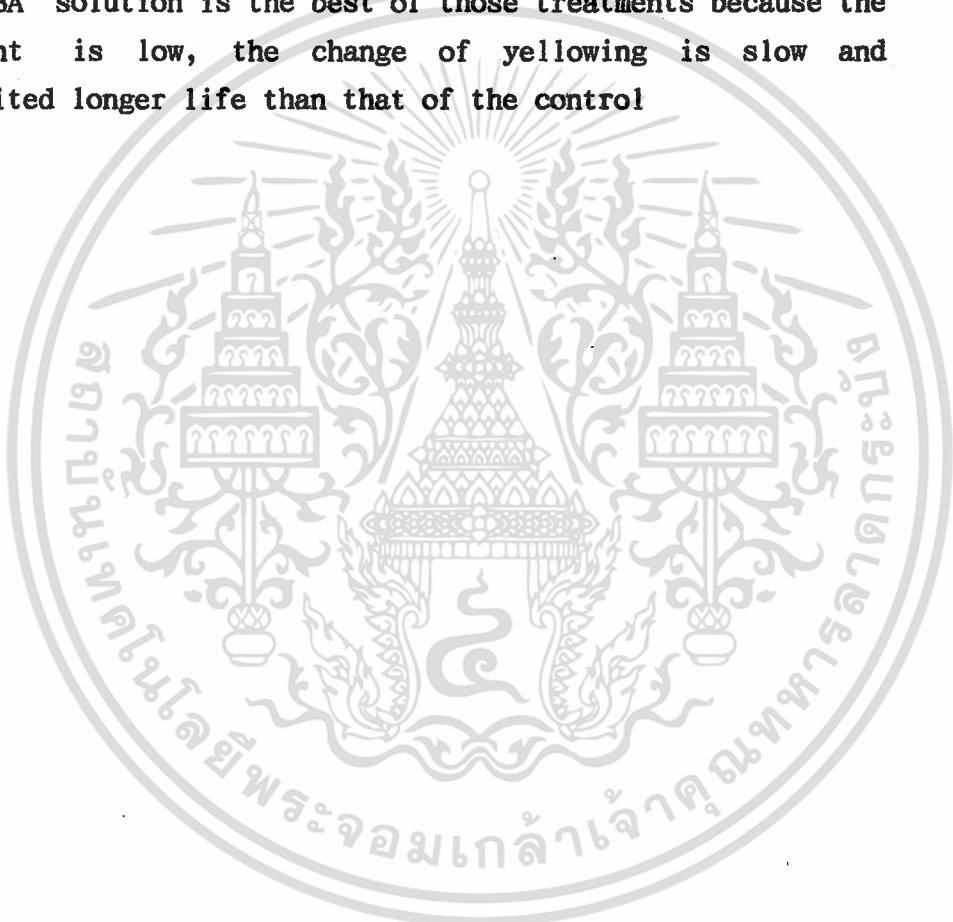 BA solution is the best of those treatments because the
is low, the change of yellowing is slow and
longer life than that of the control
สถาบันเทคโนโลยีพระจอมเกล้าเจ้าคุณทหารลาดกระบัง